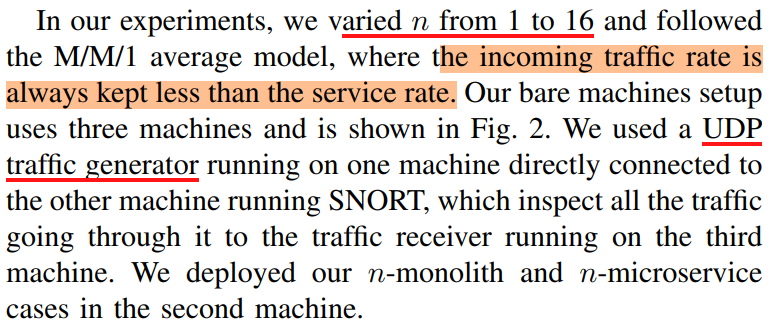 In our experiments, we varied n from 1 to 16 and followed
the M/M/1 average model, where the incoming traffic rate is
always kept less than the service rate. Our bare machines setup
uses three machines and is shown in Fig. 2. We used a UDP
traffic generator running on one machine directly connected to
the other machine running SNORT, which inspect all the traffic
going through it to the traffic receiver running on the third
machine. We deployed our n-monolith and n-microservice
cases in the second machine.